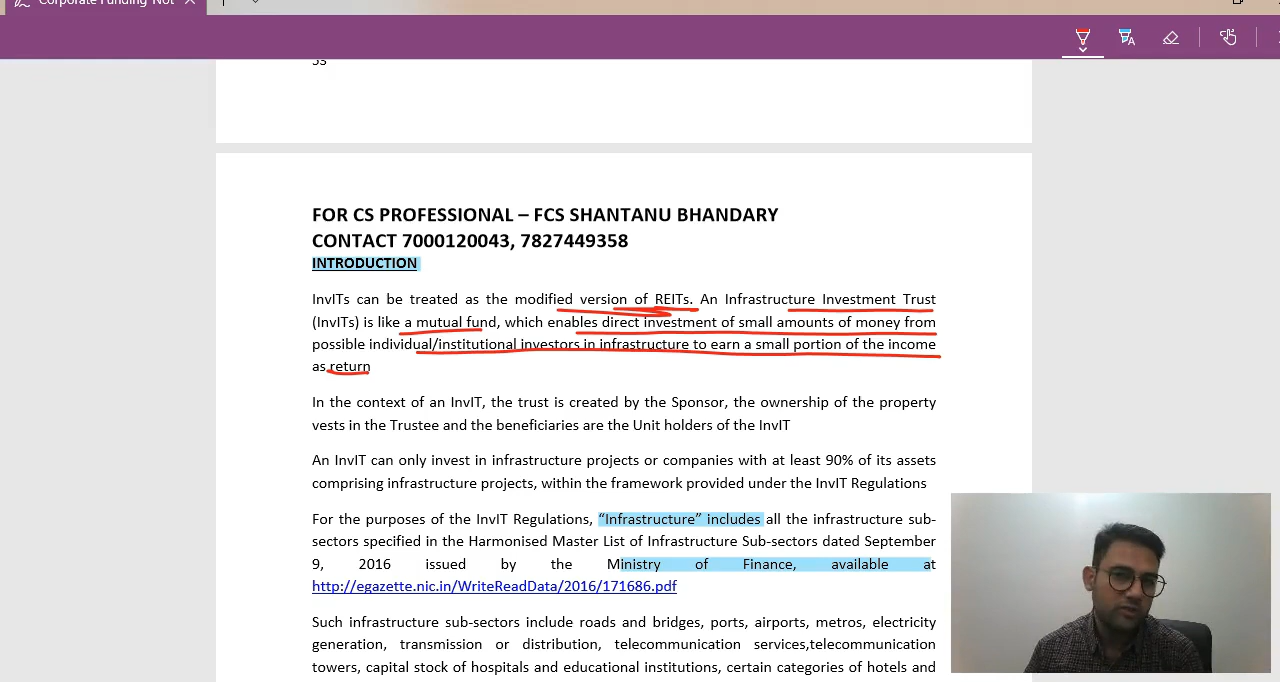 Corporate Funding-Not
53
FOR CS PROFESSIONAL – FCS SHANTANU BHANDARY
CONTACT 7000120043, 7827449358
INTRODUCTION
InvITs can be treated as the modified version of REITs. An Infrastructure Investment Trust
(InvITs) is like a mutual fund, which enables direct investment of small amounts of money from
possible individual/institutional investors in infrastructure to earn a small portion of the income
as return
In the context of an InvIT, the trust is created by the Sponsor, the ownership of the property
vests in the Trustee and the beneficiaries are the Unit holders of the InvIT
An InvIT can only invest in infrastructure projects or companies with at least 90% of its assets
comprising infrastructure projects, within the framework provided under the InvIT Regulations
For the purposes of the InvIT Regulations, “Infrastructure” includes all the infrastructure sub-
sectors specified in the Harmonised Master List of Infrastructure Sub-sectors dated September
9, 2016 issued by the Ministry of Finance, available at
http://egazette.nic.in/WriteReadData/2016/171686.pdf
Such infrastructure sub-sectors include roads and bridges, ports, airports, metros, electricity
generation, transmission or distribution, telecommunication services,telecommunication
towers, capital stock of hospitals and educational institutions, certain categories of hotels and